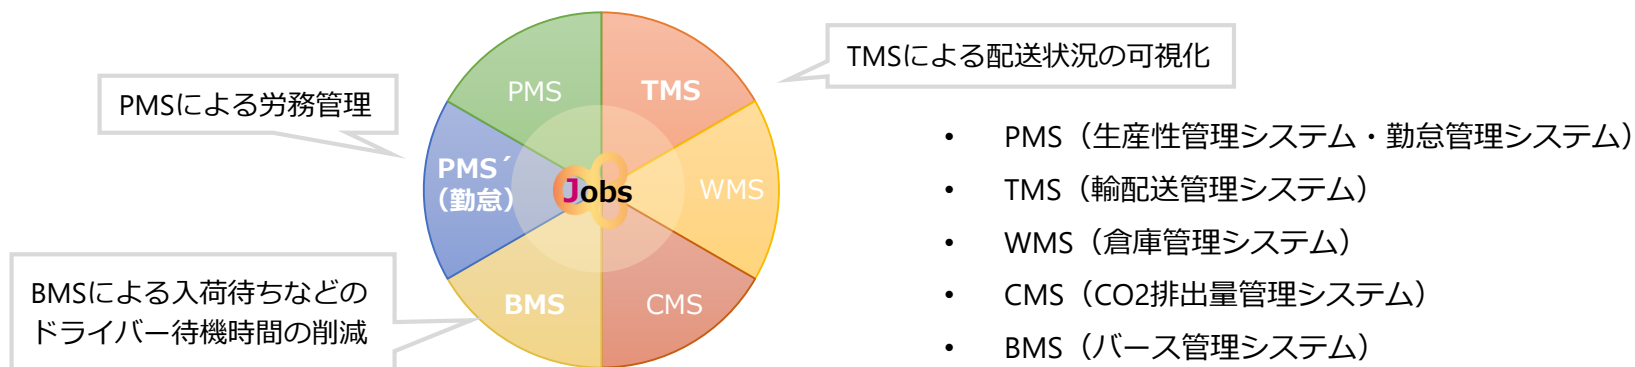 PMSによる労務管理
BMSによる入荷待ちなどの
ドライバー待機時間の削減
PMS
TMS
PMS´
（勤怠）
Jobs
WMS
BMS
CMS
TMSによる配送状況の可視化
• PMS（生産性管理システム・勤怠管理システム）
• TMS（輸配送管理システム）
• WMS（倉庫管理システム）
• CMS（CO2排出量管理システム）
• BMS（バース管理システム）